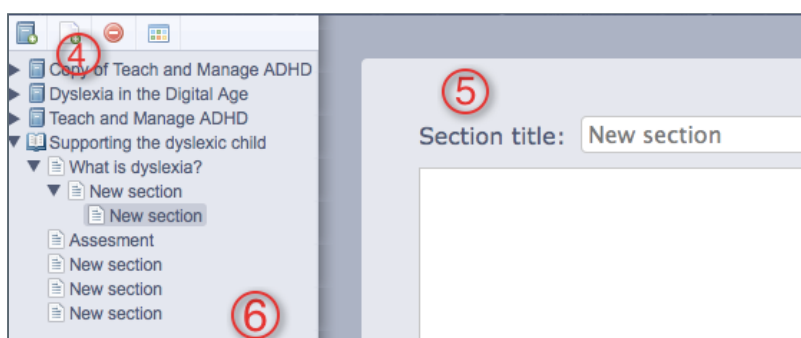 ④
Copy of Teach and Manage ADHD
Dyslexia in the Digital Age
Teach and Manage ADHD
Supporting the dyslexic child
What is dyslexia?
New section
New section
Assesment
New section
New section
New section
⑥
⑤
Section title: New section